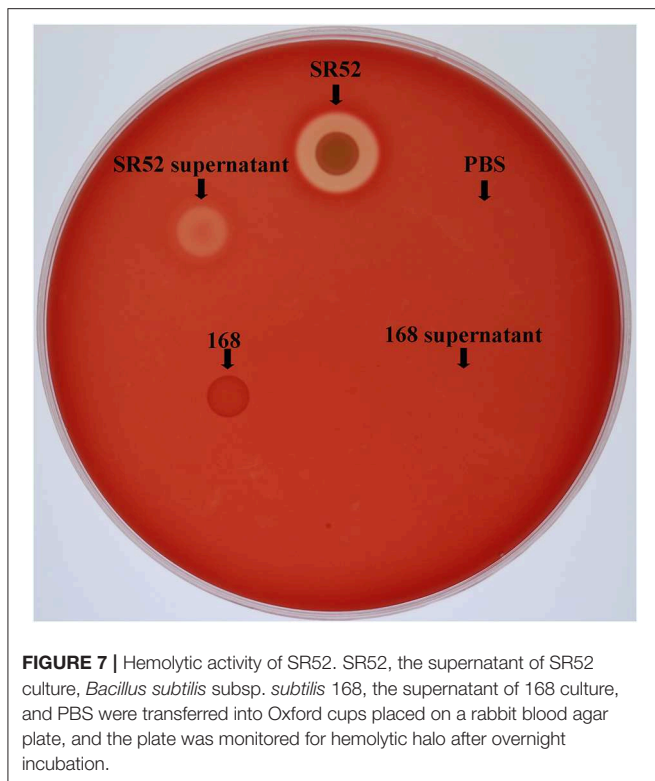 SR52
SR52 supernatant
PBS
168
168 supernatant
FIGURE 7 | Hemolytic activity of SR52. SR52, the supernatant of SR52
culture, Bacillus subtilis subsp. subtilis 168, the supernatant of 168 culture,
and PBS were transferred into Oxford cups placed on a rabbit blood agar
plate, and the plate was monitored for hemolytic halo after overnight
incubation.